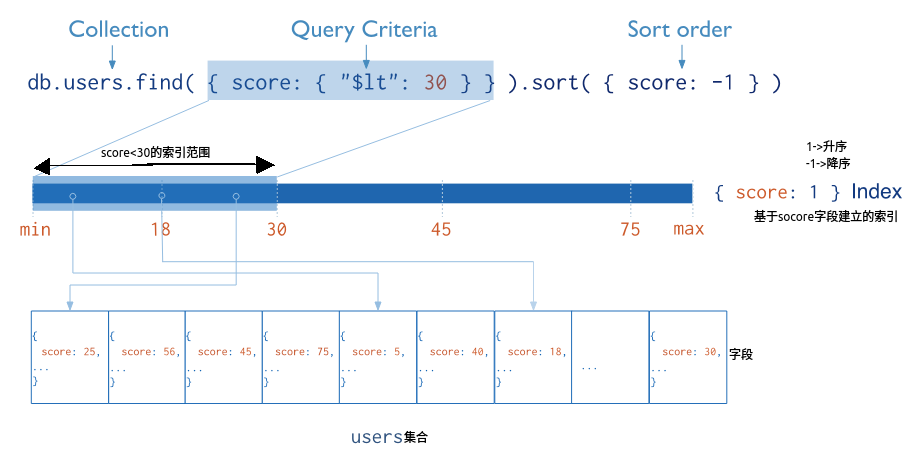 Collection Query Criteria Sort order
db.users.find( { score: { "$lt": 30 } } ).sort( { score: -1 } )
score<30的索引范围
1->升序
-1->降序
{ score: 1 } Index
基于socore字段建立的索引
min 18 30 45 75 max
{ { { { { { { {
score: 25, score: 56, score: 45, score: 75, score: 5, score: 40, score: 18, score: 30, 字段
... ... ... ... ... ... ... ... ...
} } } } } } } }
users集合